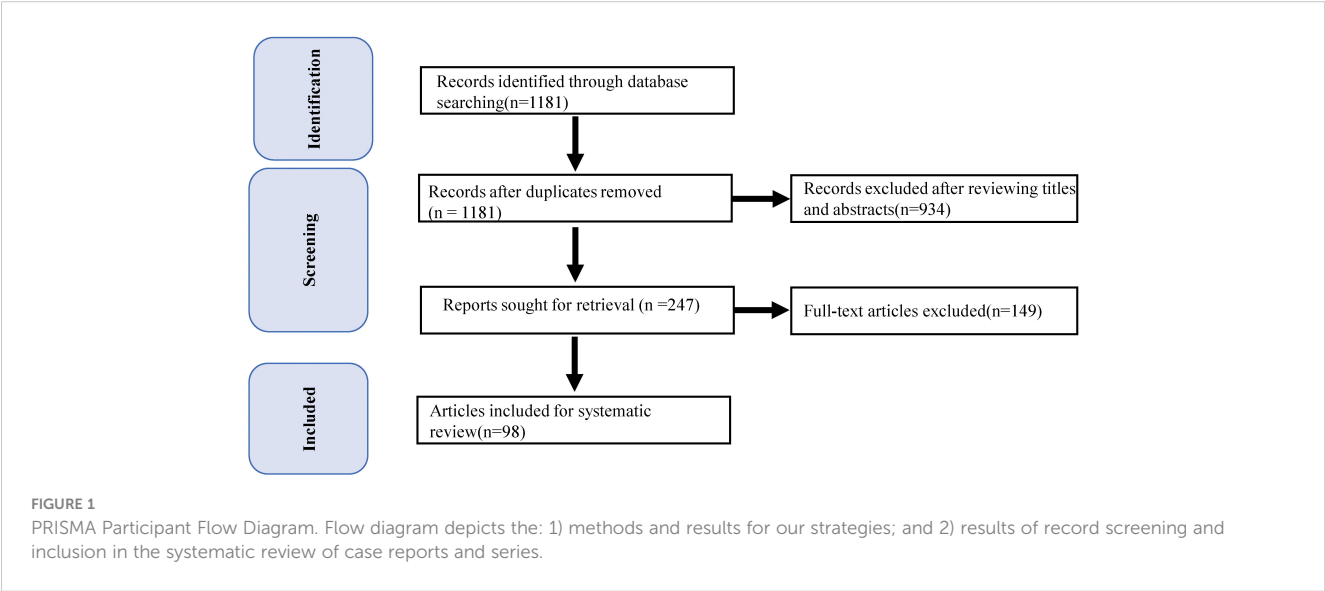 Identification
Records identified through database
searching(n=1181)
Screening
Records after duplicates removed
(n = 1181)
Records excluded after reviewing titles
and abstracts(n=934)
Reports sought for retrieval (n =247)
Full-text articles excluded(n=149)
Included
Articles included for systematic
review(n=98)
FIGURE 1
PRISMA Participant Flow Diagram. Flow diagram depicts the: 1) methods and results for our strategies; and 2) results of record screening and
inclusion in the systematic review of case reports and series.